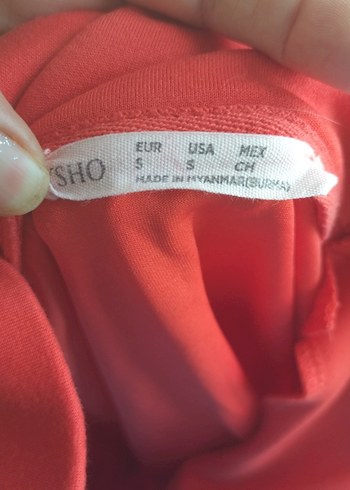 YSHO
EUR USA MEX
S S CH
MADE IN MYANMAR(BURMA)